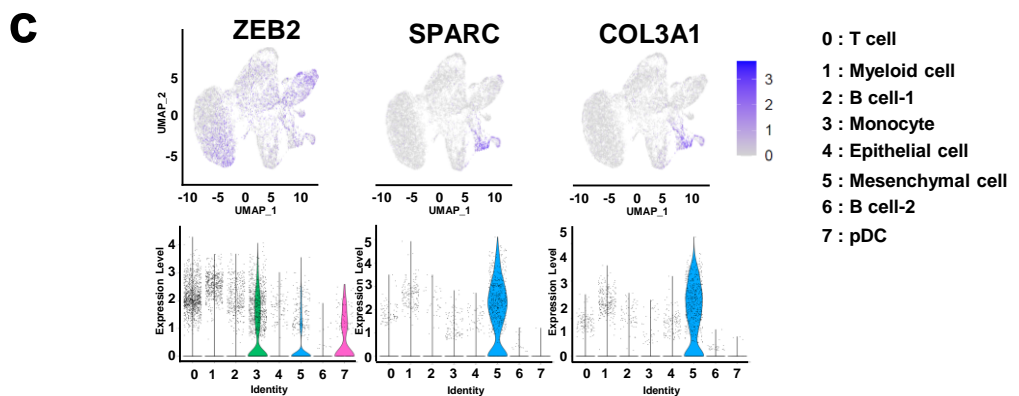 C
ZEB2
SPARC
COL3A1
UMAP_2
5
0
-5
-10 -5 0 5 10
UMAP_1
-10 -5 0 5 10
UMAP_1
-10 -5 0 5 10
UMAP_1
3
2
1
0
0 : T cell
1 : Myeloid cell
2 : B cell-1
3 : Monocyte
4 : Epithelial cell
5 : Mesenchymal cell
6 : B cell-2
7 : pDC
Expression Level
4
3
2
1
0
0 1 2 3 4 5 6 7
Identity
Expression Level
5
4
3
2
1
0
0 1 2 3 4 5 6 7
Identity
Expression Level
5
4
3
2
1
0
0 1 2 3 4 5 6 7
Identity